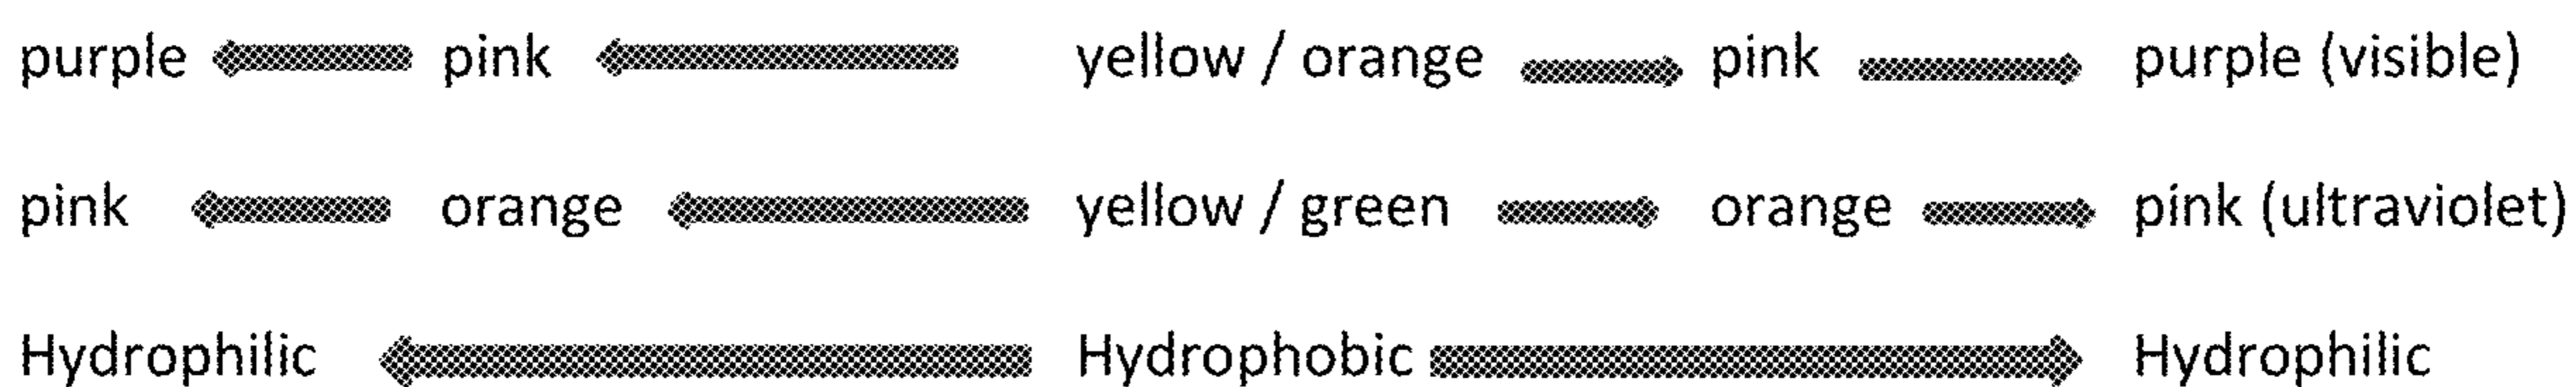 purple pink yellow / orange pink purple (visible)
pink orange yellow / green orange pink (ultraviolet)
Hydrophilic Hydrophobic Hydrophilic